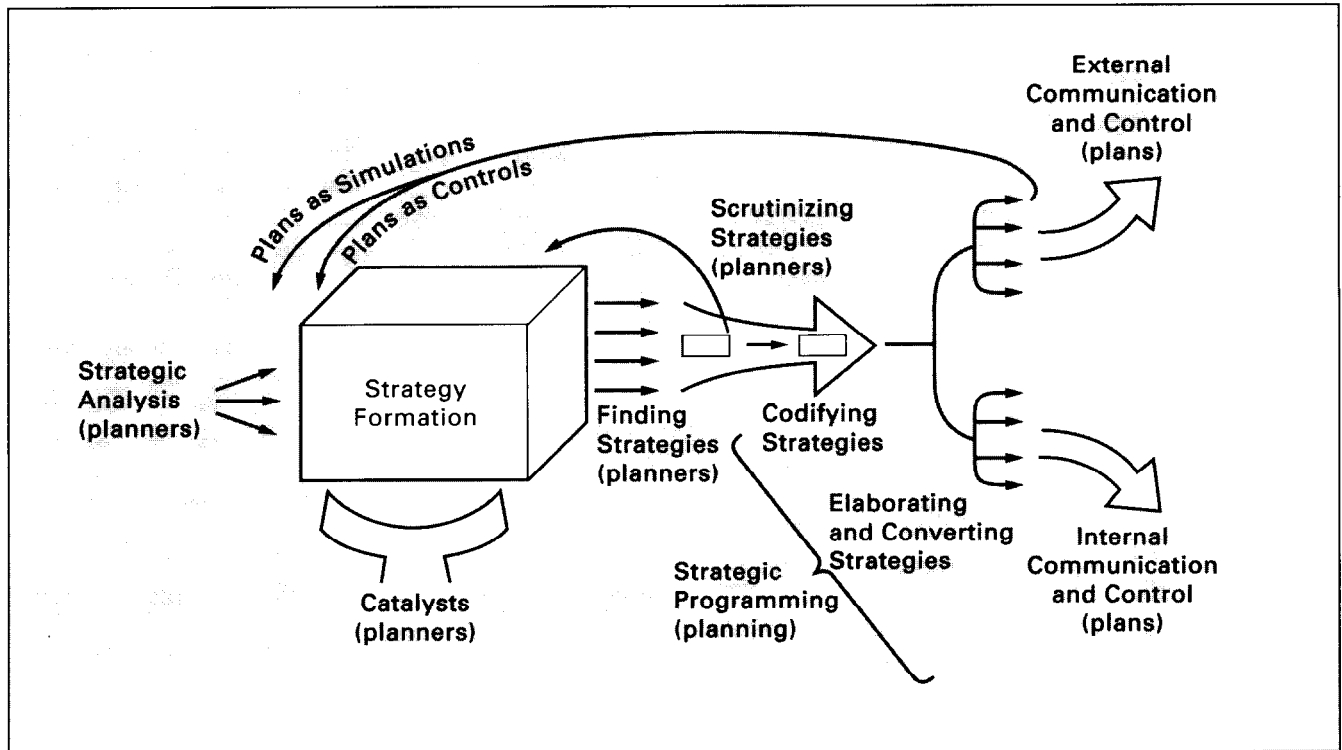 External
Communication
and Control
(plans)
Plans as Simulations
Plans as Controls
Scrutinizing
Strategies
(planners)
Strategic
Analysis
(planners)
Strategy
Formation
Finding
Strategies
(planners)
Codifying
Strategies
Elaborating
and Converting
Strategies
Strategic
Programming
(planning)
Catalysts
(planners)
Internal
Communication
and Control
(plans)